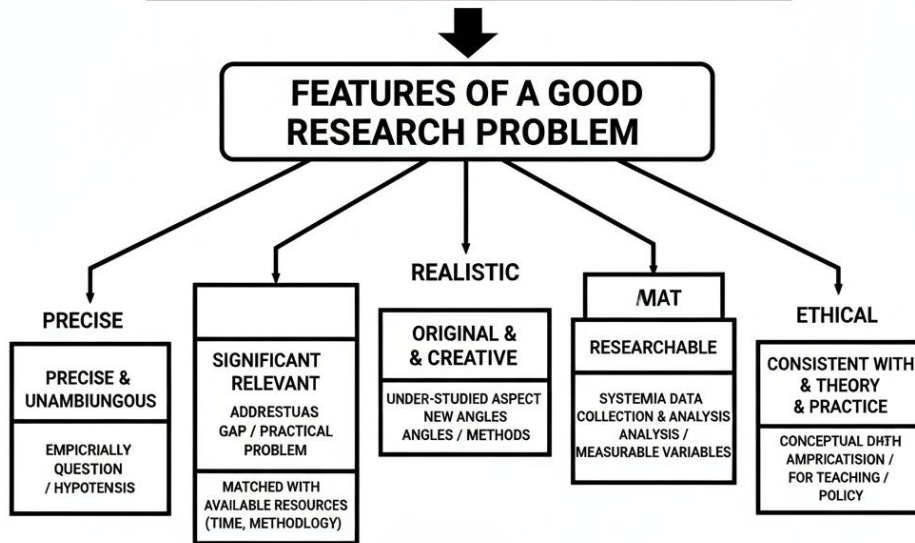 FEATURES OF A GOOD
RESEARCH PROBLEM
PRECISE
PRECISE &
UNAMBIUNGOUS
EMPICRIALLY
QUESTION
/ HYPOTENSIS
SIGNIFICANT
RELEVANT
ADDRESTUAS
GAP / PRACTICAL
PROBLEM
MATCHED WITH
AVAILABLE RESOURCES
(TIME, METHODLOGY)
REALISTIC
ORIGINAL &
& CREATIVE
UNDER-STUDIED ASPECT
NEW ANGLES
ANGLES / METHODS
MAT
RESEARCHABLE
SYSTEMIA DATA
COLLECTION & ANALYSIS
ANALYSIS /
MEASURABLE VARIABLES
ETHICAL
CONSISTENT WITH
& THEORY
& PRACTICE
CONCEPTUAL
AMPRICATISION /
FOR TEACHING /
POLICY